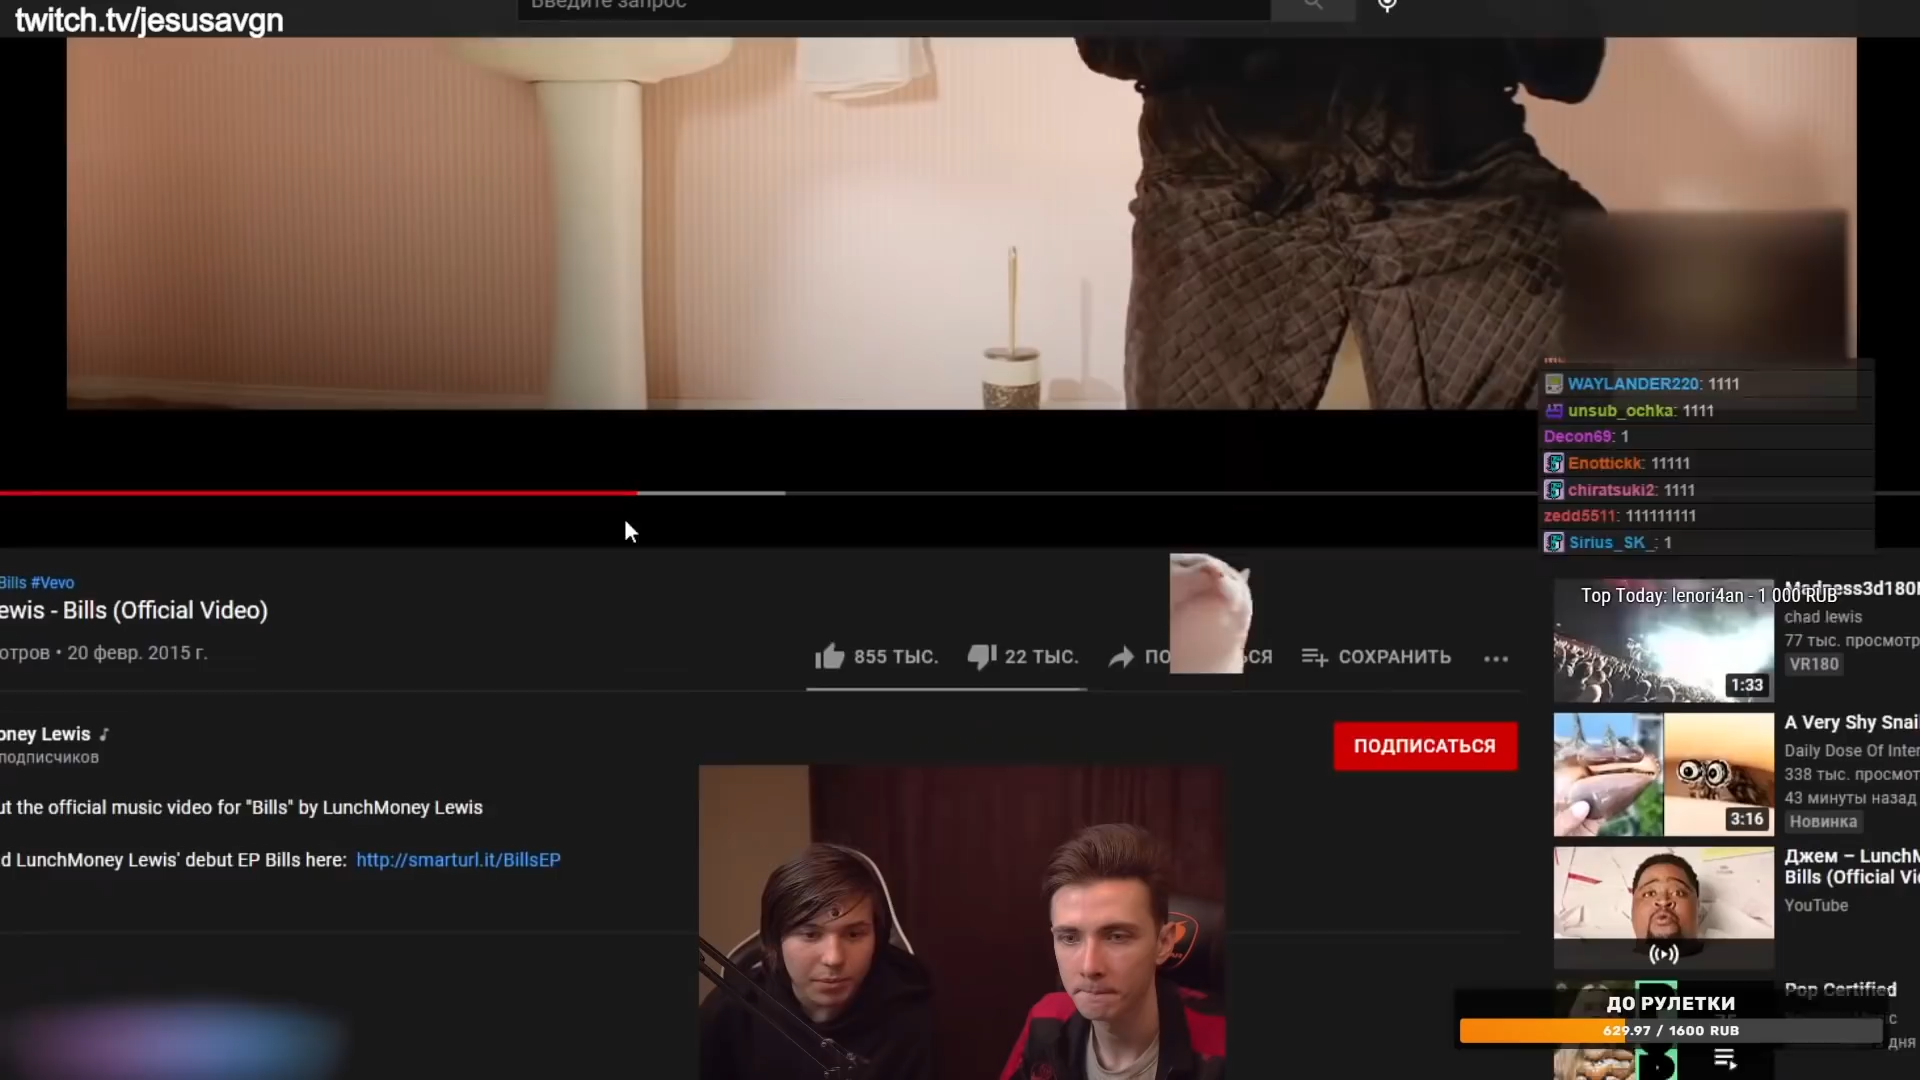 twitch.tv/jesusavgn
Введите запрос
WAYLANDER220: 1111
unsub_ochka: 1111
Decon69: 1
Enottickk: 11111
chiratsuki2: 1111
zedd5511: 111111111
Sirius_SK_: 1
Bills #Vevo
ewis - Bills (Official Video)
отров • 20 февр. 2015 г.
855 ТЫС.
22 ТЫС.
ПО
СЯ
СОХРАНИТЬ
oney Lewis
подписчиков
ПОДПИСАТЬСЯ
ut the official music video for "Bills" by LunchMoney Lewis
d LunchMoney Lewis' debut EP Bills here: http://smarturl.it/BillsEP
Top Today: lenori4an - 1 000 RUB
chad lewis
77 тыс. просмотр
VR180
1:33
A Very Shy Snai
Daily Dose Of Inter
338 тыс. просмот
43 минуты назад
Новинка
3:16
Джем – LunchM
Bills (Official Vi
YouTube
Pop Certified
ДО РУЛЕТКИ
629.97 / 1600 RUB
дня